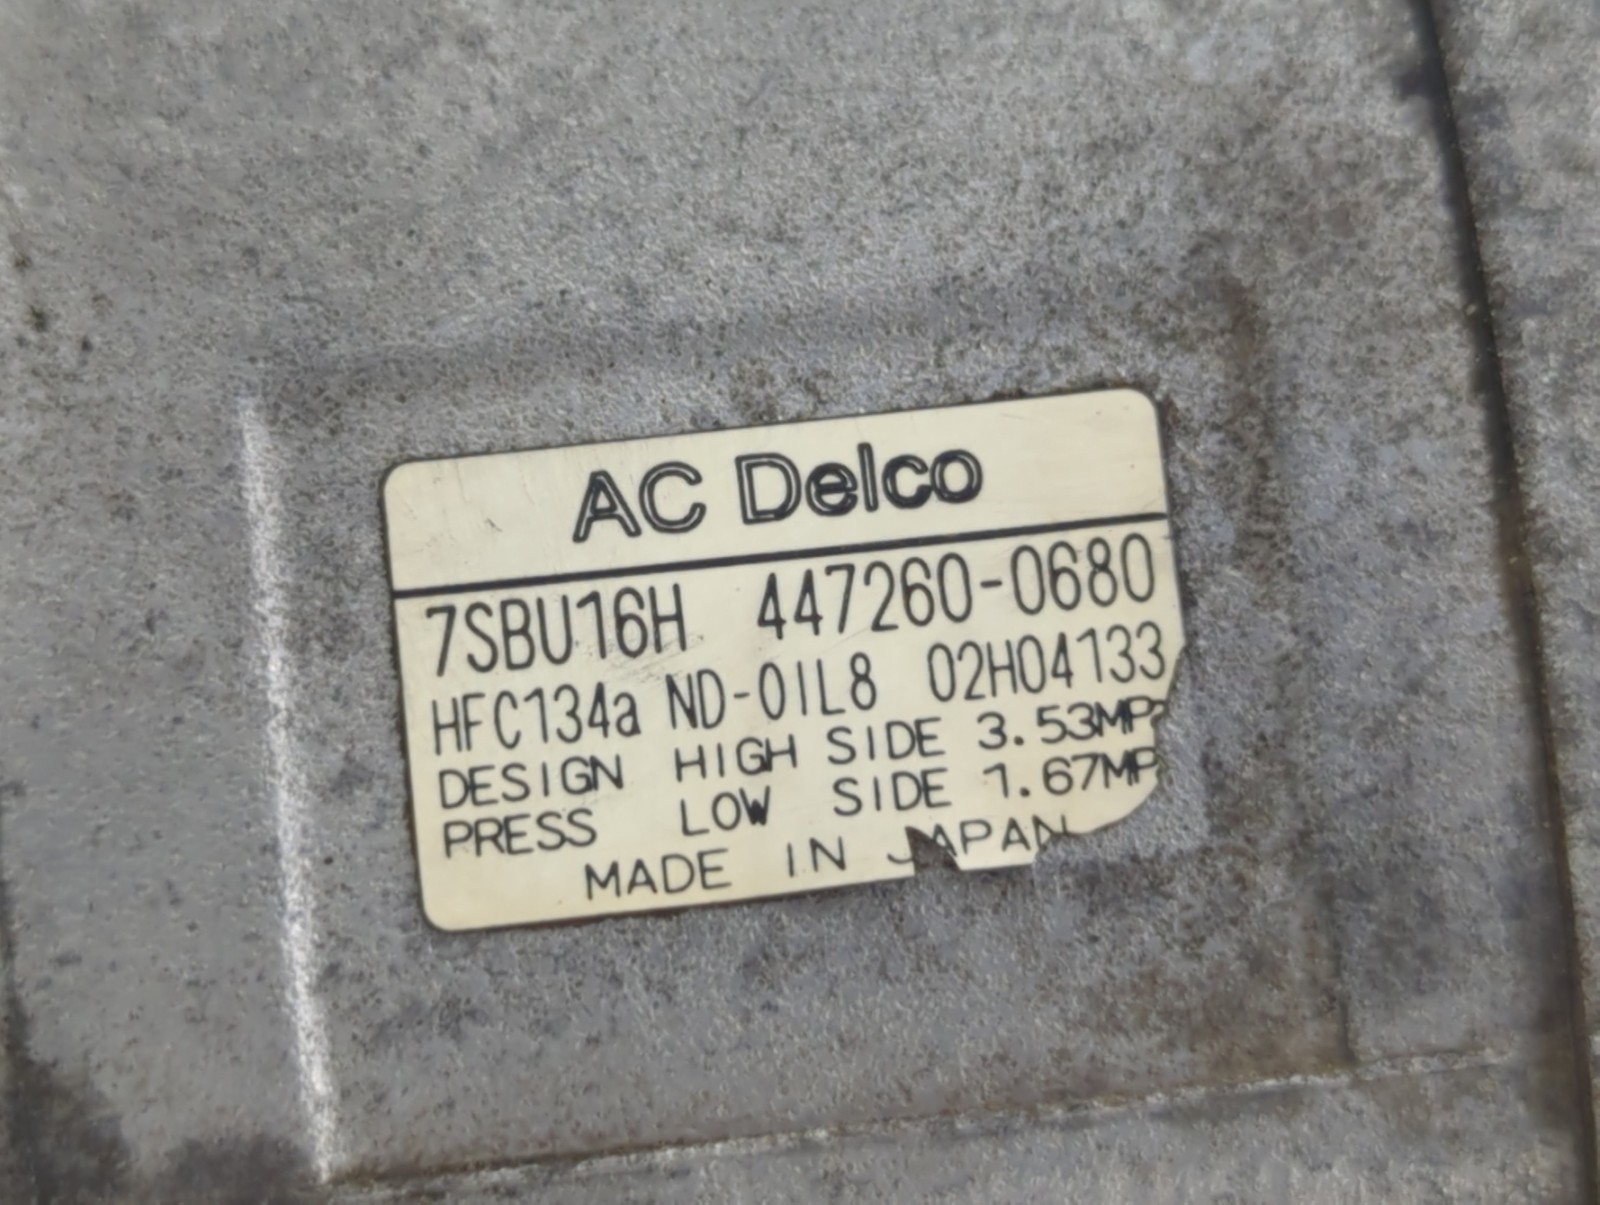 AC Delco
7SBU16H 447260-0680
HFC134a ND-OIL8 02H04133
DESIGN HIGH SIDE 3.53MPa
PRESS LOW SIDE 1.67MP
MADE IN JAPAN